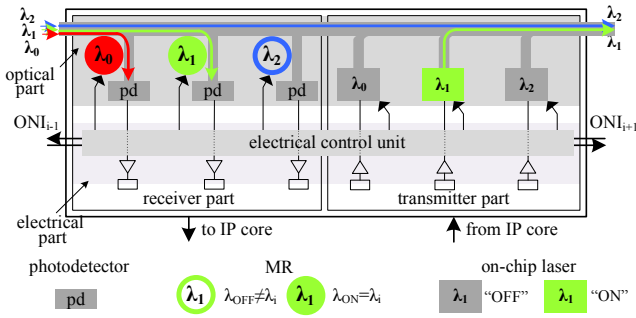 λ₂ λ₂
λ₁
λ₀ λ₁
λ₀ λ₁ λ₂
optical part
pd pd pd λ₀ λ₁ λ₂
ONIᵢ₋₁ ONIᵢ₊₁
electrical control unit
receiver part transmitter part
electrical part
to IP core from IP core
photodetector MR on-chip laser
pd λ₁ λ_OFF≠λᵢ λ₁ λ_ON=λᵢ λ₁ “OFF” λ₁ “ON”